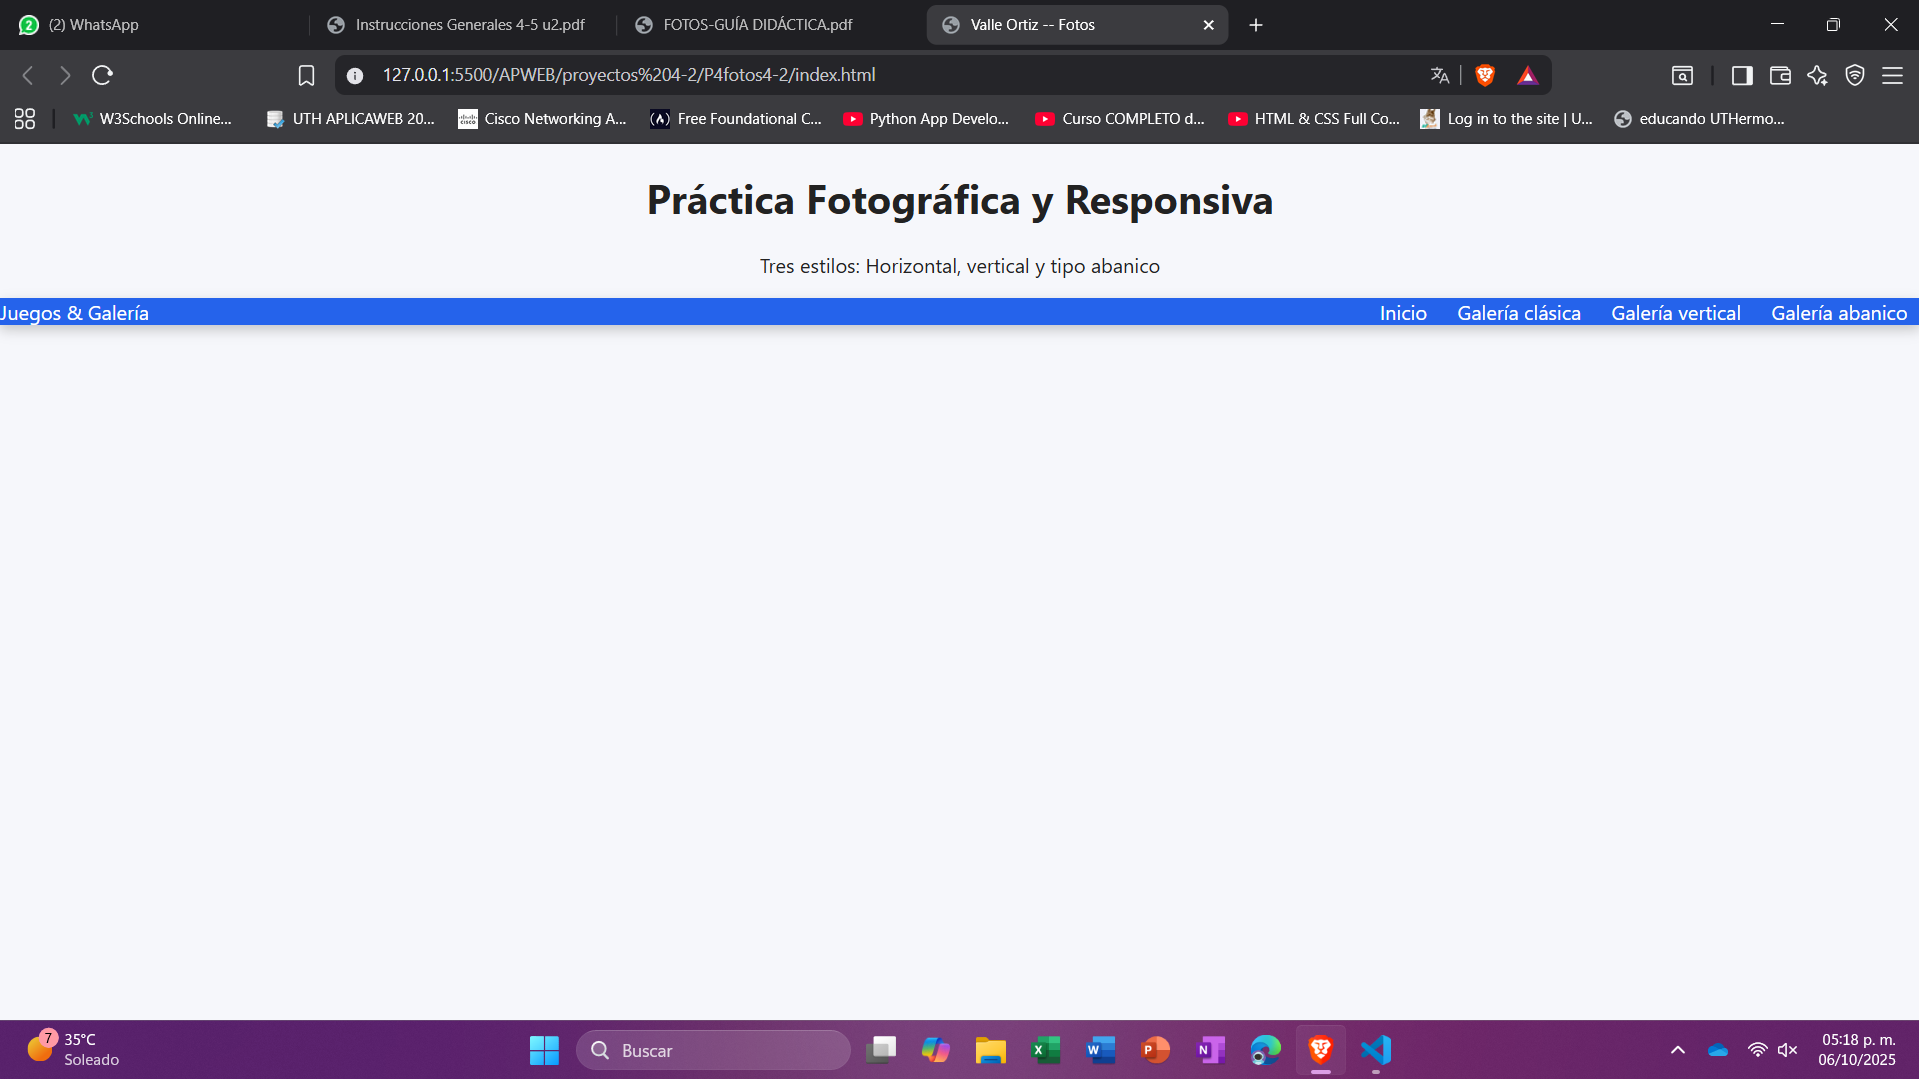 (2) WhatsApp
Instrucciones Generales 4-5 u2.pdf
FOTOS-GUÍA DIDÁCTICA.pdf
Valle Ortiz -- Fotos
127.0.0.1:5500/APWEB/proyectos%204-2/P4fotos4-2/index.html
W3Schools Online...
UTH APLICAWEB 20...
Cisco Networking A...
Free Foundational C...
Python App Develo...
Curso COMPLETO d...
HTML & CSS Full Co...
Log in to the site | U...
educando UTHermo...
Práctica Fotográfica y Responsiva
Tres estilos: Horizontal, vertical y tipo abanico
Juegos & Galería
Inicio
Galería clásica
Galería vertical
Galería abanico
7
35°C
Soleado
Buscar
05:18 p. m.
06/10/2025